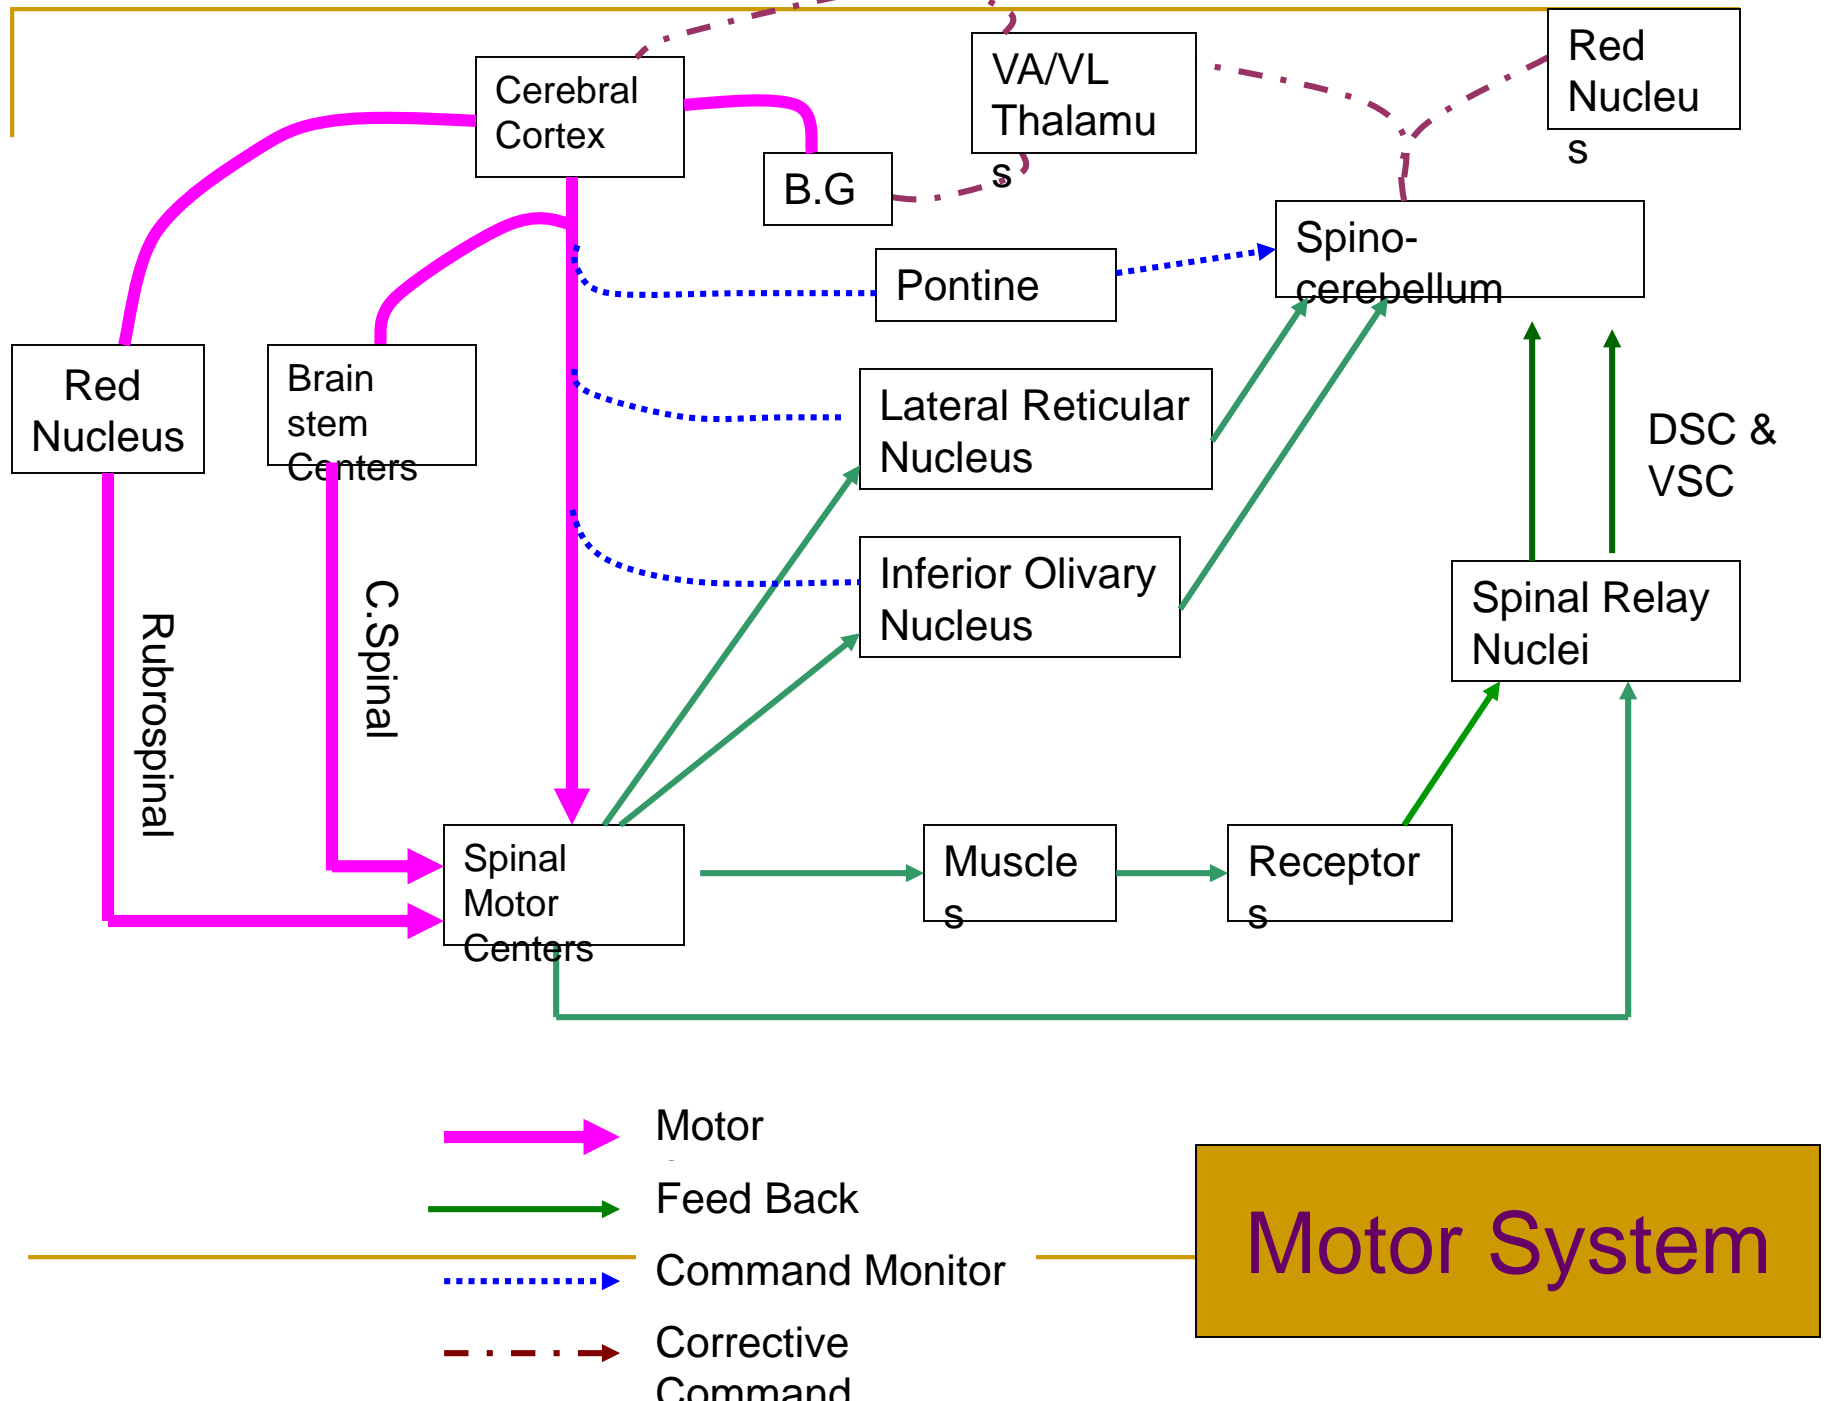 Cerebral
Cortex
VA/VL
Thalamu
s
Red
Nucleu
s
B.G
Spino-
cerebellum
Pontine
Red
Nucleus
Brain
stem
Centers
Lateral Reticular
Nucleus
DSC &
VSC
Inferior Olivary
Nucleus
Spinal Relay
Nuclei
C.Spinal
Rubrospinal
Spinal
Motor
Centers
Muscle
s
Receptor
s
Motor
Feed Back
Command Monitor
Corrective
Command
Motor System